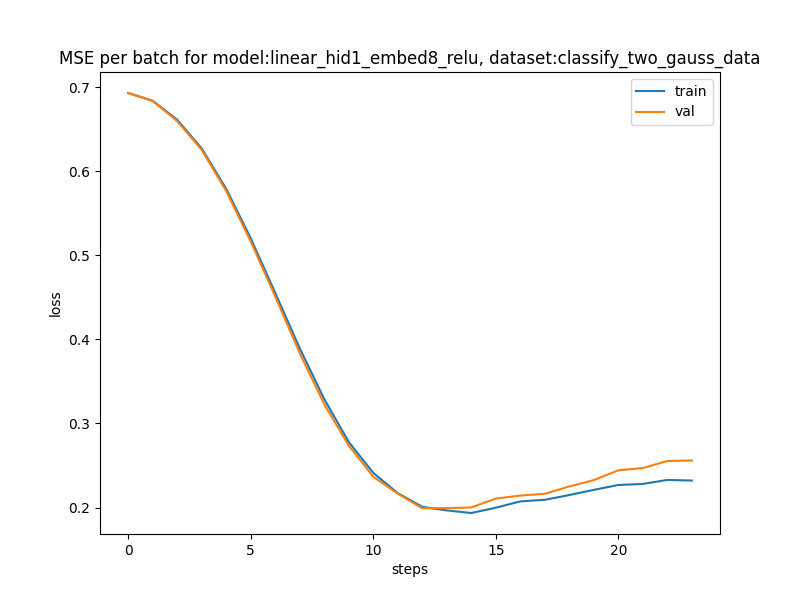 MSE per batch for model:linear_hid1_embed8_relu, dataset:classify_two_gauss_data
train
val
loss
0.7
0.6
0.5
0.4
0.3
0.2
0 5 10 15 20
steps